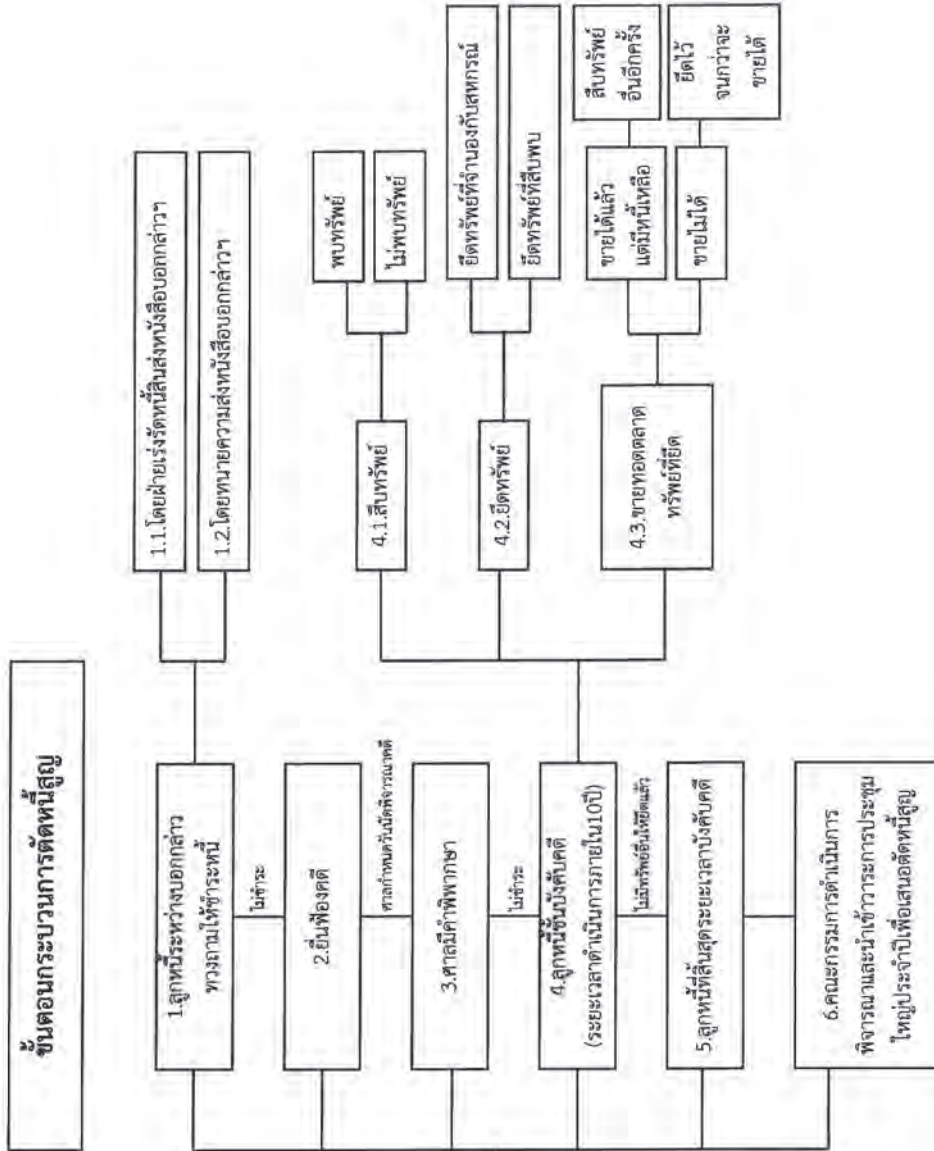 ขั้นตอนกระบวนการตัดหนี้สูญ
1.ลูกหนี้ระหว่างบอกกล่าว
ทวงถามให้ชำระหนี้
1.1.โดยฝ่ายเร่งรัดหนี้สินส่งหนังสือบอกกล่าวฯ
1.2.โดยทนายความส่งหนังสือบอกกล่าวฯ
ไม่ชำระ
2.ยื่นฟ้องคดี
ศาลกำหนดวันนัดพิจารณาคดี
3.ศาลมีคำพิพากษา
ไม่ชำระ
4.ลูกหนี้ชั้นบังคับคดี
(ระยะเวลาดำเนินการภายใน10ปี)
4.1.สืบทรัพย์
พบทรัพย์
ไม่พบทรัพย์
4.2.ยึดทรัพย์
ยึดทรัพย์ที่จำนองกับสหกรณ์
ยึดทรัพย์ที่สืบพบ
4.3.ขายทอดตลาด
ทรัพย์ที่ยึด
ขายได้แล้ว
แต่มีหนี้เหลือ
สืบทรัพย์
อื่นอีกครั้ง
ขายไม่ได้
ยึดไว้
จนกว่าจะ
ขายได้
ไม่มีทรัพย์อื่นให้ยึดแล้ว
5.ลูกหนี้ที่สิ้นสุดระยะเวลาบังคับคดี
6.คณะกรรมการดำเนินการ
พิจารณาและนำเข้าวาระการประชุม
ใหญ่ประจำปีเพื่อเสนอตัดหนี้สูญ